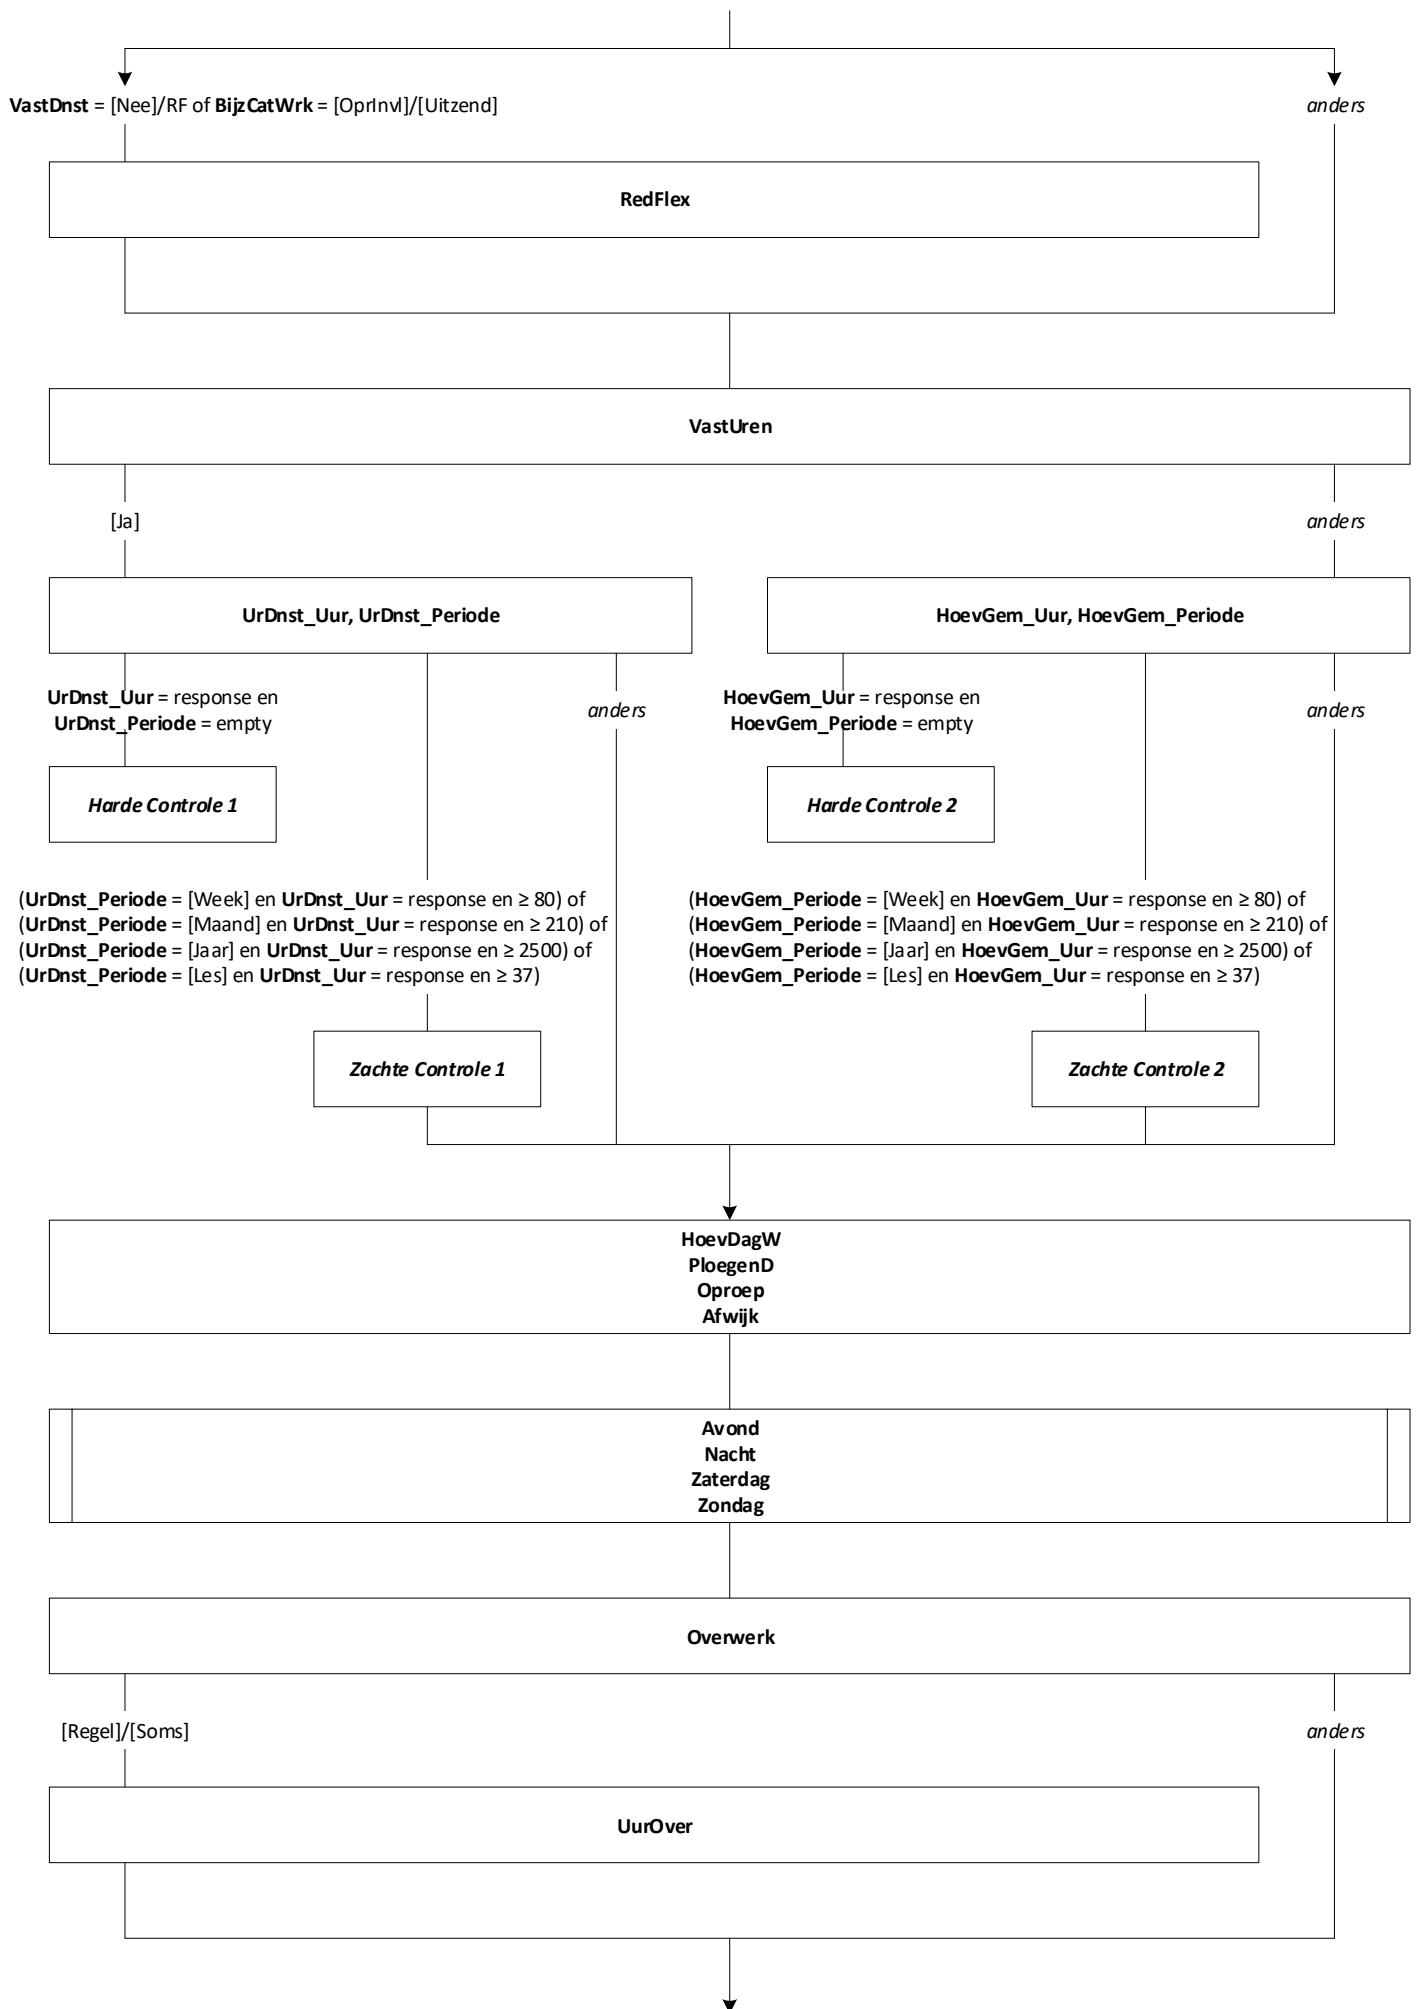 VastDnst = [Nee]/RF of BijzCatWrk = [OprInvl]/[Uitzend]
anders
RedFlex
VastUren
[Ja]
anders
UrDnst_Uur, UrDnst_Periode
HoevGem_Uur, HoevGem_Periode
UrDnst_Uur = response en
UrDnst_Periode = empty
anders
HoevGem_Uur = response en
HoevGem_Periode = empty
anders
Harde Controle 1
Harde Controle 2
(UrDnst_Periode = [Week] en UrDnst_Uur = response en ≥ 80) of
(UrDnst_Periode = [Maand] en UrDnst_Uur = response en ≥ 210) of
(UrDnst_Periode = [Jaar] en UrDnst_Uur = response en ≥ 2500) of
(UrDnst_Periode = [Les] en UrDnst_Uur = response en ≥ 37)
(HoevGem_Periode = [Week] en HoevGem_Uur = response en ≥ 80) of
(HoevGem_Periode = [Maand] en HoevGem_Uur = response en ≥ 210) of
(HoevGem_Periode = [Jaar] en HoevGem_Uur = response en ≥ 2500) of
(HoevGem_Periode = [Les] en HoevGem_Uur = response en ≥ 37)
Zachte Controle 1
Zachte Controle 2
HoevDagW
PloegenD
Oproep
Afwijk
Avond
Nacht
Zaterdag
Zondag
Overwerk
[Regel]/[Soms]
anders
UurOver